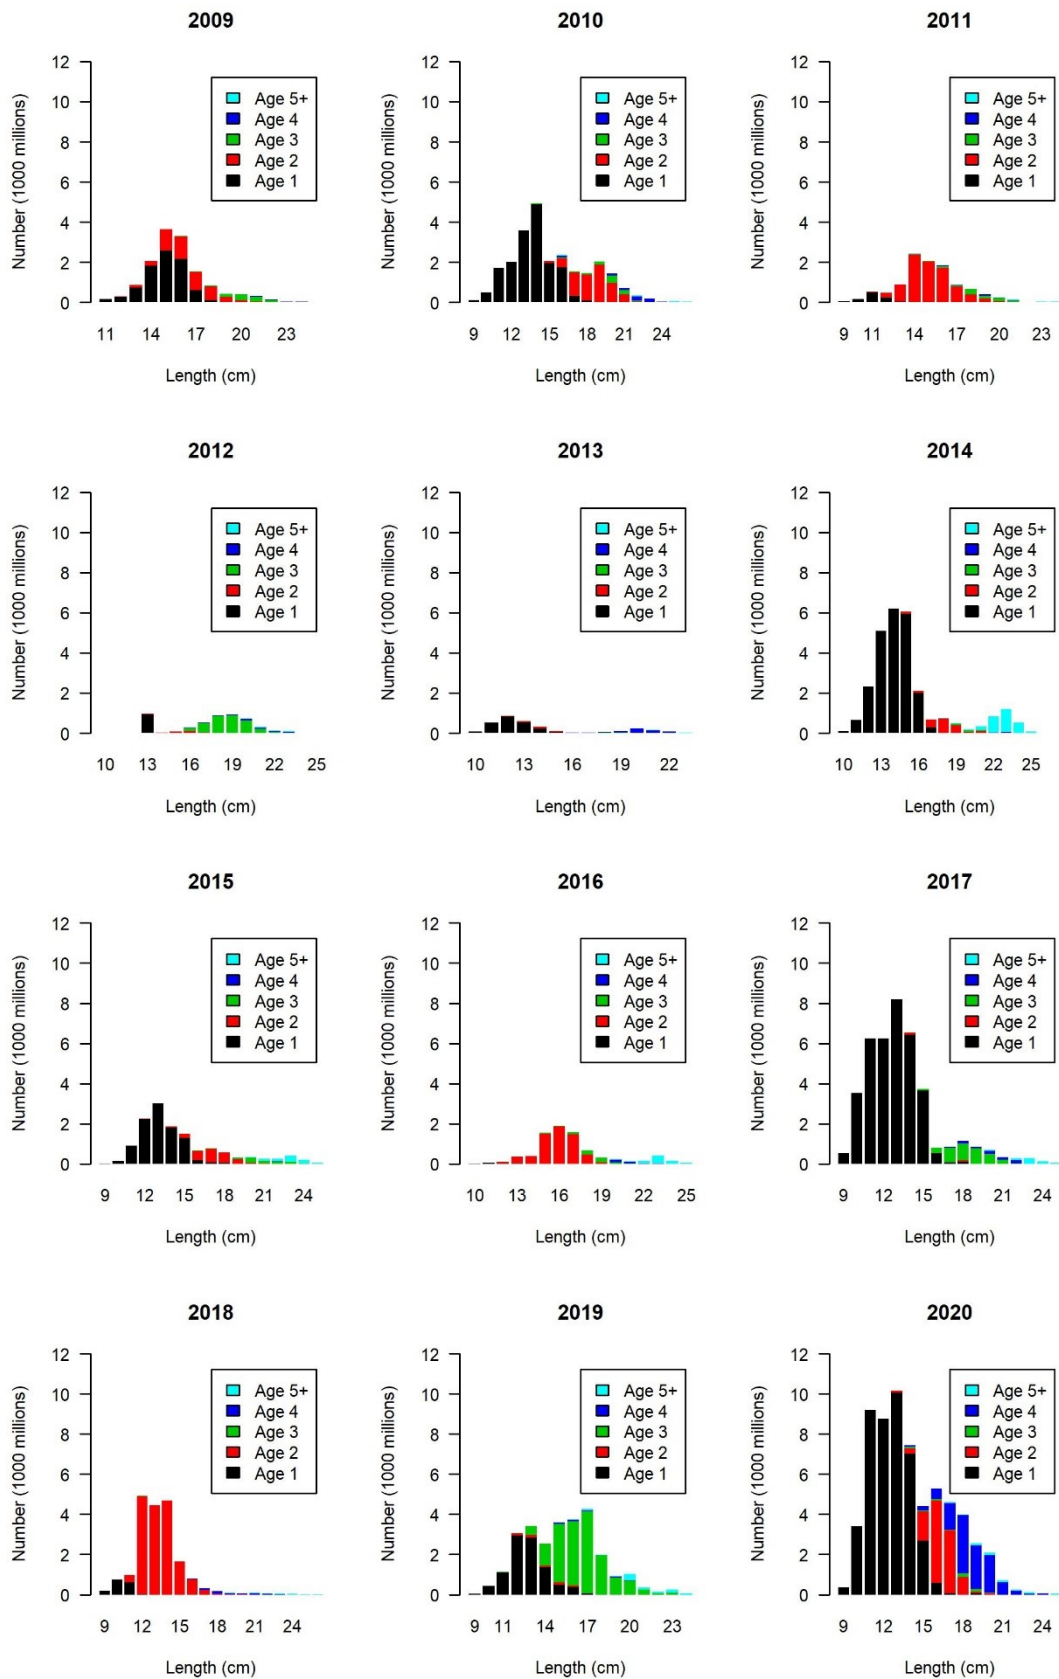 2009
Number (1000 millions)
12
10
8
6
4
2
0
Age 5+
Age 4
Age 3
Age 2
Age 1
11 14 17 20 23
Length (cm)
2010
Number (1000 millions)
12
10
8
6
4
2
0
Age 5+
Age 4
Age 3
Age 2
Age 1
9 12 15 18 21 24
Length (cm)
2011
Number (1000 millions)
12
10
8
6
4
2
0
Age 5+
Age 4
Age 3
Age 2
Age 1
9 11 14 17 20 23
Length (cm)
2012
Number (1000 millions)
12
10
8
6
4
2
0
Age 5+
Age 4
Age 3
Age 2
Age 1
10 13 16 19 22 25
Length (cm)
2013
Number (1000 millions)
12
10
8
6
4
2
0
Age 5+
Age 4
Age 3
Age 2
Age 1
10 13 16 19 22
Length (cm)
2014
Number (1000 millions)
12
10
8
6
4
2
0
Age 5+
Age 4
Age 3
Age 2
Age 1
10 13 16 19 22 25
Length (cm)
2015
Number (1000 millions)
12
10
8
6
4
2
0
Age 5+
Age 4
Age 3
Age 2
Age 1
9 12 15 18 21 24
Length (cm)
2016
Number (1000 millions)
12
10
8
6
4
2
0
Age 5+
Age 4
Age 3
Age 2
Age 1
10 13 16 19 22 25
Length (cm)
2017
Number (1000 millions)
12
10
8
6
4
2
0
Age 5+
Age 4
Age 3
Age 2
Age 1
9 12 15 18 21 24
Length (cm)
2018
Number (1000 millions)
12
10
8
6
4
2
0
Age 5+
Age 4
Age 3
Age 2
Age 1
9 12 15 18 21 24
Length (cm)
2019
Number (1000 millions)
12
10
8
6
4
2
0
Age 5+
Age 4
Age 3
Age 2
Age 1
9 11 14 17 20 23
Length (cm)
2020
Number (1000 millions)
12
10
8
6
4
2
0
Age 5+
Age 4
Age 3
Age 2
Age 1
9 12 15 18 21 24
Length (cm)